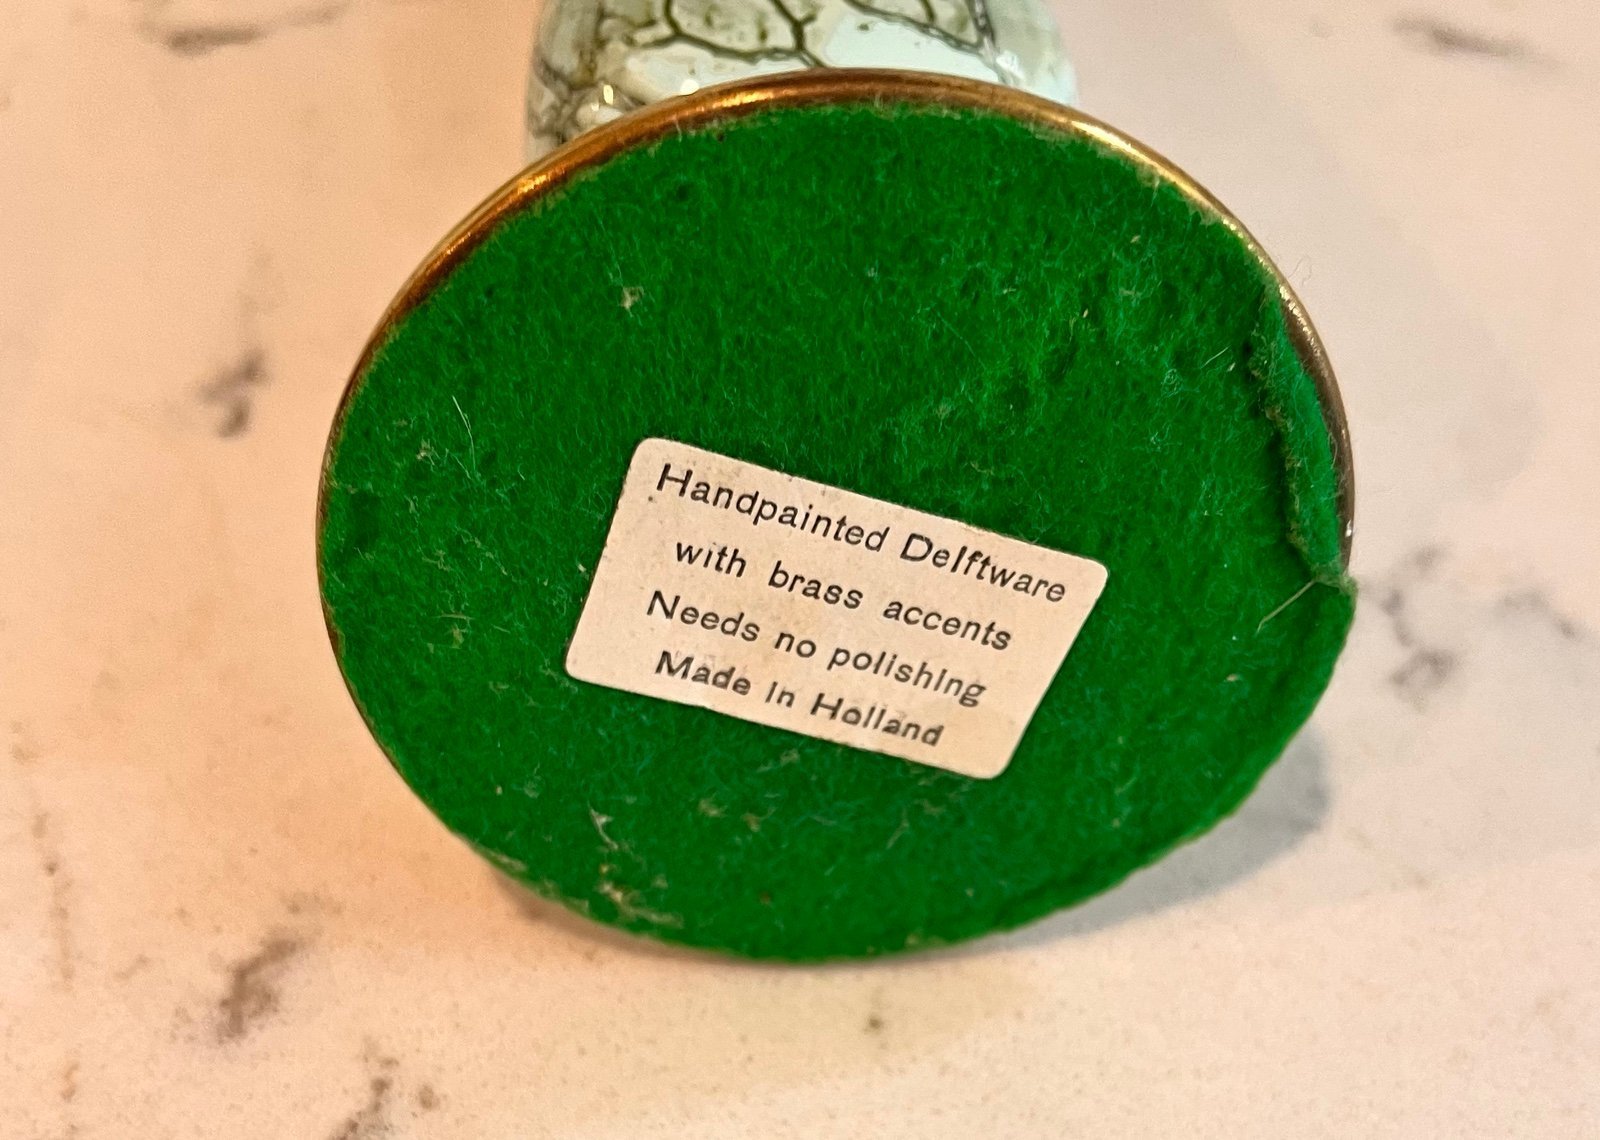 Handpainted Delftware
with brass accents
Needs no polishing
Made in Holland